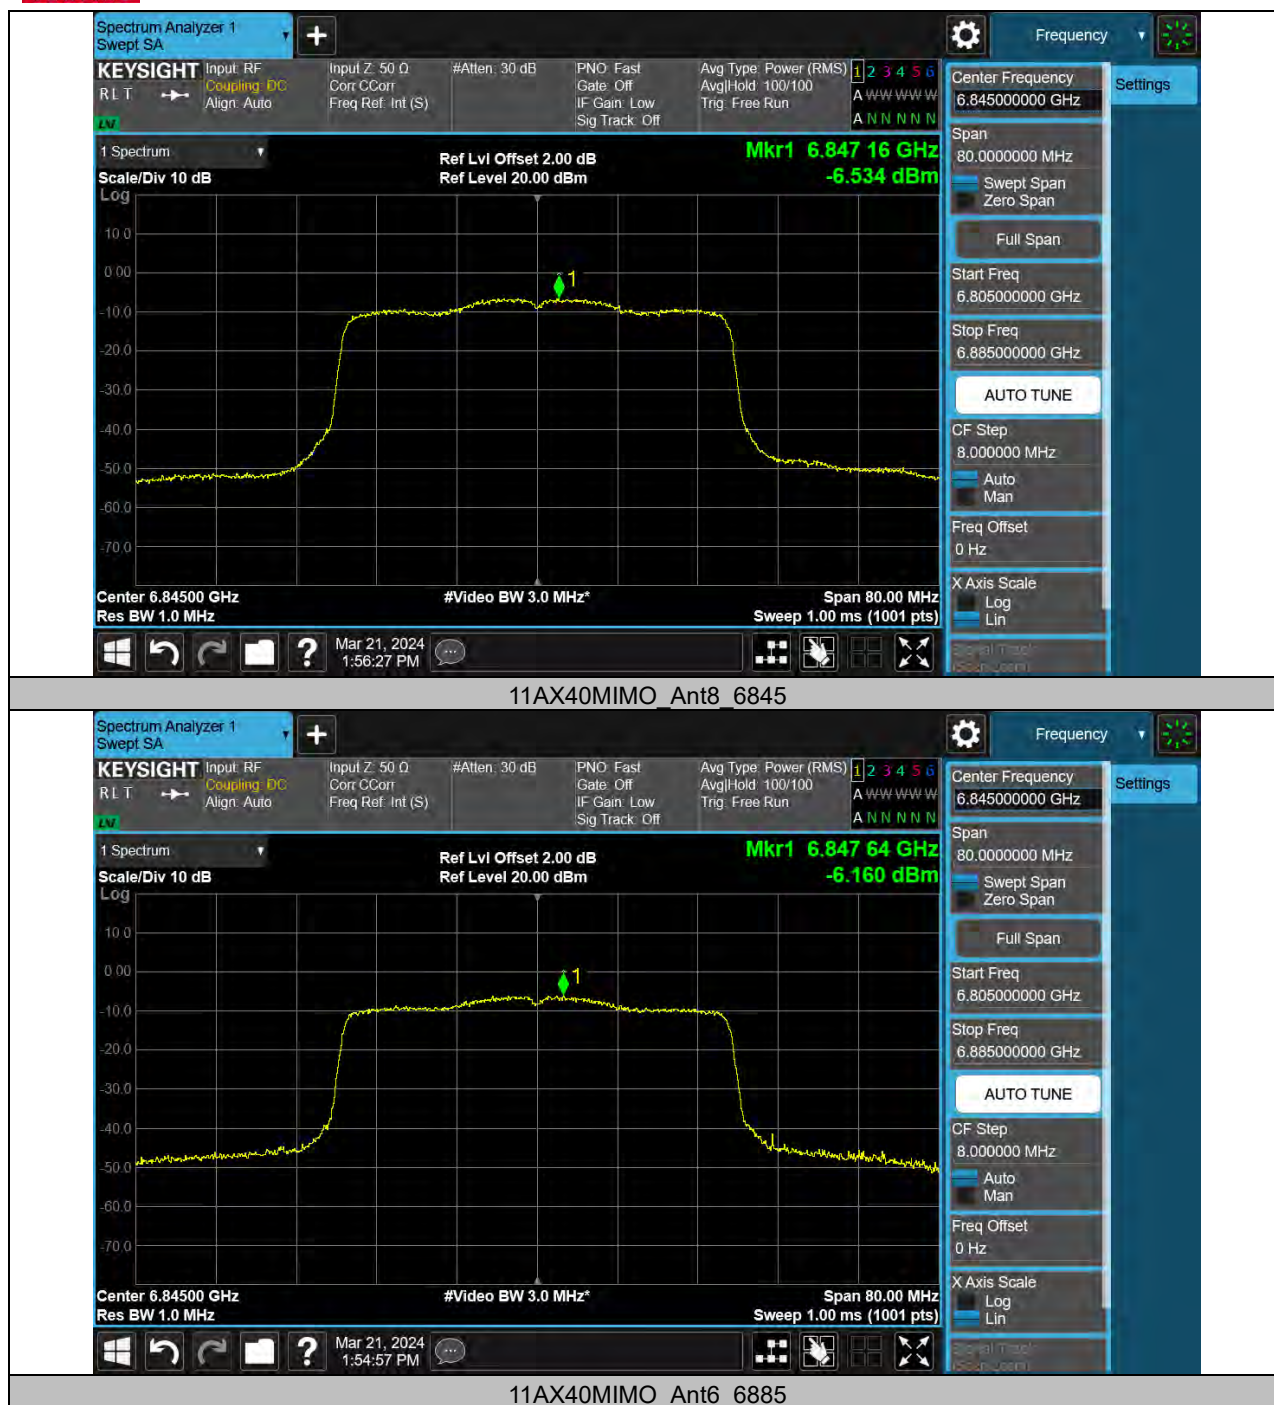 Spectrum Analyzer 1
Swept SA
+
Frequency
KEYSIGHT
RLT
LNI
Input: RF
Coupling: DC
Align: Auto
Input Z: 50 Ω
Corr CCorr
Freq Ref: Int (S)
#Atten: 30 dB
PNO: Fast
Gate: Off
IF Gain: Low
Sig Track: Off
Avg Type: Power (RMS)
Avg|Hold: 100/100
Trig: Free Run
1 2 3 4 5 6
A W W W W W
A N N N N N
1 Spectrum
Scale/Div 10 dB
Log
Ref Lvl Offset 2.00 dB
Ref Level 20.00 dBm
Mkr1 6.847 16 GHz
-6.534 dBm
1
10.0
0.00
-10.0
-20.0
-30.0
-40.0
-50.0
-60.0
-70.0
Center 6.84500 GHz
Res BW 1.0 MHz
#Video BW 3.0 MHz*
Span 80.00 MHz
Sweep 1.00 ms (1001 pts)
Mar 21, 2024
1:56:27 PM
Center Frequency
6.845000000 GHz
Settings
Span
80.0000000 MHz
Swept Span
Zero Span
Full Span
Start Freq
6.805000000 GHz
Stop Freq
6.885000000 GHz
AUTO TUNE
CF Step
8.000000 MHz
Auto
Man
Freq Offset
0 Hz
X Axis Scale
Log
Lin
11AX40MIMO_Ant8_6845
Spectrum Analyzer 1
Swept SA
+
Frequency
KEYSIGHT
RLT
LNI
Input: RF
Coupling: DC
Align: Auto
Input Z: 50 Ω
Corr CCorr
Freq Ref: Int (S)
#Atten: 30 dB
PNO: Fast
Gate: Off
IF Gain: Low
Sig Track: Off
Avg Type: Power (RMS)
Avg|Hold: 100/100
Trig: Free Run
1 2 3 4 5 6
A W W W W W
A N N N N N
1 Spectrum
Scale/Div 10 dB
Log
Ref Lvl Offset 2.00 dB
Ref Level 20.00 dBm
Mkr1 6.847 64 GHz
-6.160 dBm
1
10.0
0.00
-10.0
-20.0
-30.0
-40.0
-50.0
-60.0
-70.0
Center 6.84500 GHz
Res BW 1.0 MHz
#Video BW 3.0 MHz*
Span 80.00 MHz
Sweep 1.00 ms (1001 pts)
Mar 21, 2024
1:54:57 PM
Center Frequency
6.845000000 GHz
Settings
Span
80.0000000 MHz
Swept Span
Zero Span
Full Span
Start Freq
6.805000000 GHz
Stop Freq
6.885000000 GHz
AUTO TUNE
CF Step
8.000000 MHz
Auto
Man
Freq Offset
0 Hz
X Axis Scale
Log
Lin
11AX40MIMO_Ant6_6885